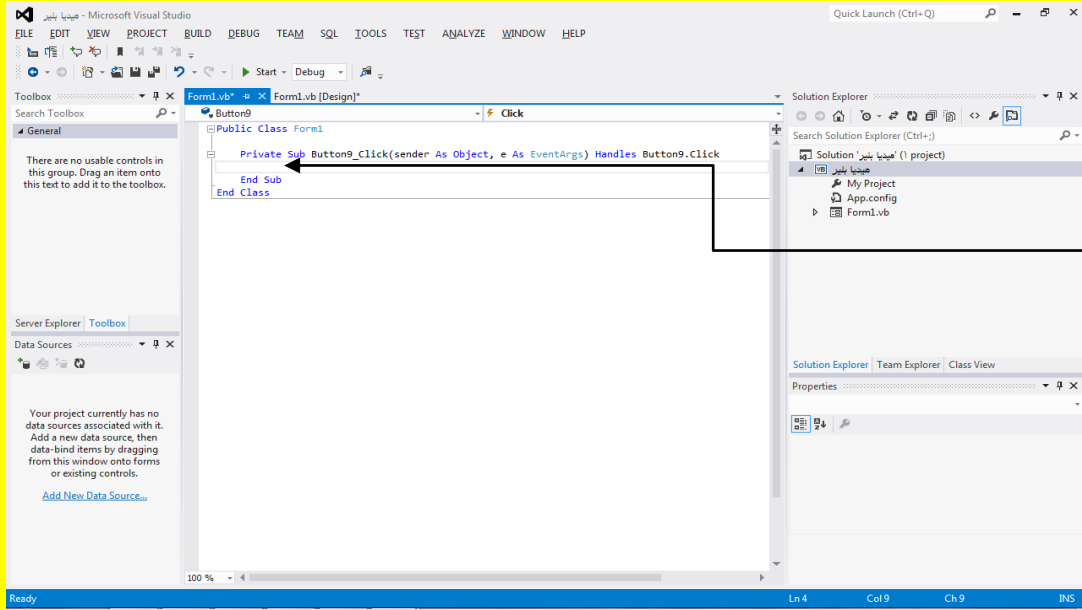 ميديا بلير - Microsoft Visual Studio
Quick Launch (Ctrl+Q)
FILE EDIT VIEW PROJECT BUILD DEBUG TEAM SQL TOOLS TEST ANALYZE WINDOW HELP
Start Debug
Toolbox
Search Toolbox
General
There are no usable controls in
this group. Drag an item onto
this text to add it to the toolbox.
Server Explorer Toolbox
Data Sources
Your project currently has no
data sources associated with it.
Add a new data source, then
data-bind items by dragging
from this window onto forms
or existing controls.
Add New Data Source...
Form1.vb* Form1.vb [Design]*
Button9 Click
Public Class Form1
Private Sub Button9_Click(sender As Object, e As EventArgs) Handles Button9.Click
End Sub
End Class
100 %
Solution Explorer
Search Solution Explorer (Ctrl+;)
Solution 'ميديا بلير' (١ project)
VB ميديا بلير
My Project
App.config
Form1.vb
Solution Explorer Team Explorer Class View
Properties
Ready Ln 4 Col 9 Ch 9 INS